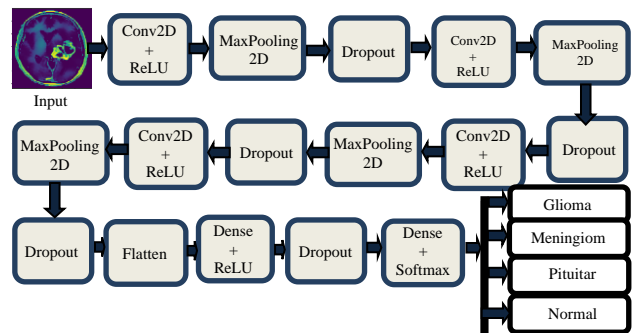 Conv2D
+
ReLU
MaxPooling
2D
Dropout
Conv2D
+
ReLU
MaxPooling
2D
Input
Dropout
Conv2D
+
ReLU
MaxPooling
2D
Dropout
Conv2D
+
ReLU
MaxPooling
2D
Dropout
Flatten
Dense
+
ReLU
Dropout
Dense
+
Softmax
Glioma
Meningiom
Pituitar
Normal